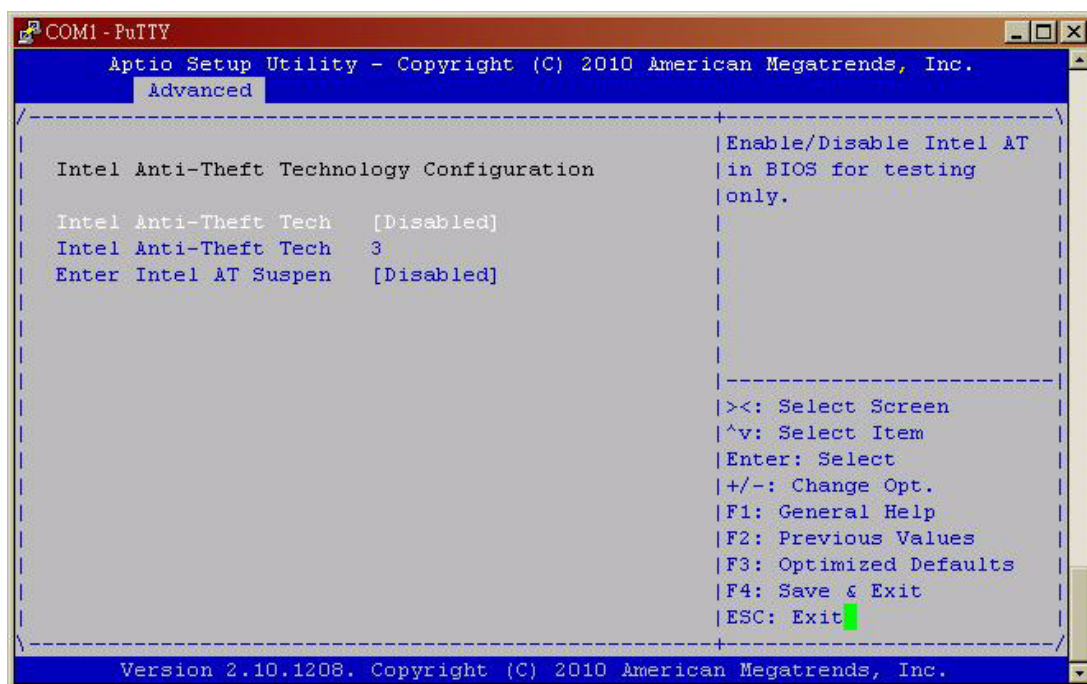 COM1 - PuTTY
Aptio Setup Utility - Copyright (C) 2010 American Megatrends, Inc.
Advanced
Intel Anti-Theft Technology Configuration
Intel Anti-Theft Tech [Disabled]
Intel Anti-Theft Tech 3
Enter Intel AT Suspen [Disabled]
Enable/Disable Intel AT
in BIOS for testing
only.
><: Select Screen
^v: Select Item
Enter: Select
+/-: Change Opt.
F1: General Help
F2: Previous Values
F3: Optimized Defaults
F4: Save & Exit
ESC: Exit
Version 2.10.1208. Copyright (C) 2010 American Megatrends, Inc.